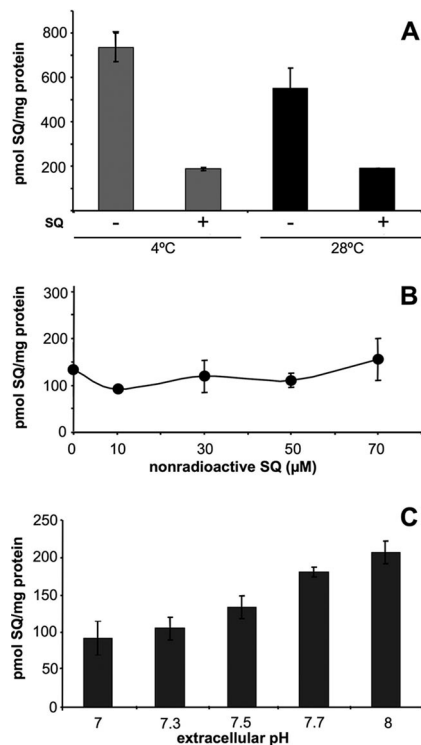 A
pmol SQ/mg protein
800
600
400
200
0
SQ - + - +
4ºC 28ºC
B
pmol SQ/mg protein
300
200
150
100
0
0 10 30 50 70
nonradioactive SQ (µM)
C
pmol SQ/mg protein
250
200
150
100
50
0
7 7.3 7.5 7.7 8
extracellular pH